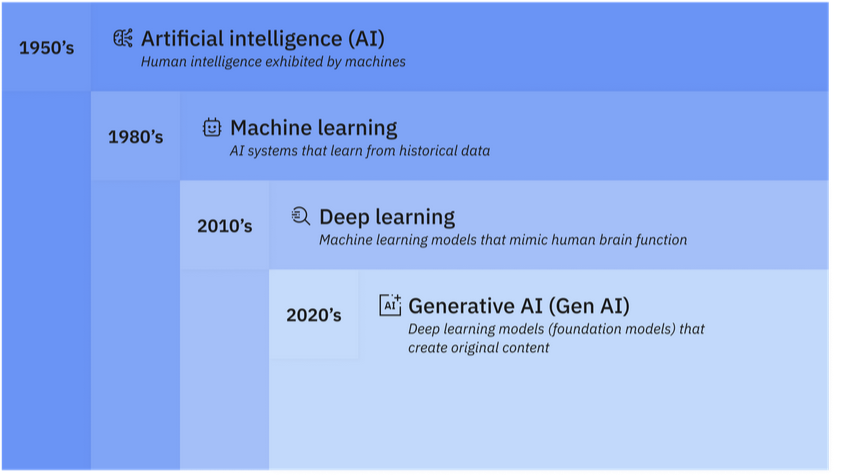 1950's
Artificial intelligence (AI)
Human intelligence exhibited by machines
1980's
Machine learning
AI systems that learn from historical data
2010's
Deep learning
Machine learning models that mimic human brain function
2020's
AI
Generative AI (Gen AI)
Deep learning models (foundation models) that
create original content